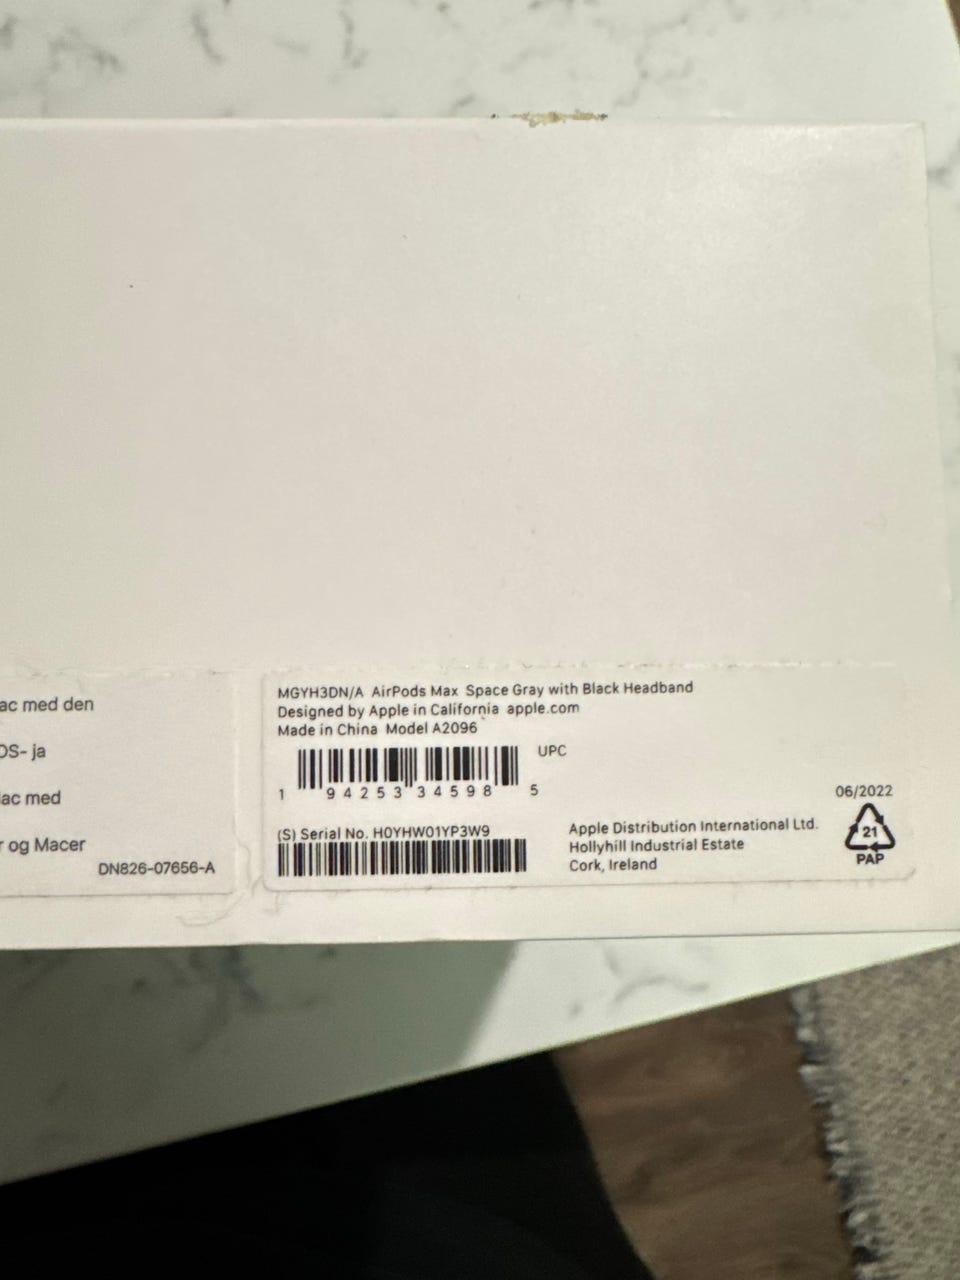 ac med den
OS- ja
ac med
r og Macer
DN826-07656-A
MGYH3DN/A AirPods Max Space Gray with Black Headband
Designed by Apple in California apple.com
Made in China Model A2096
UPC
1 94253 34598 5
(S) Serial No. H0YHW01YP3W9
Apple Distribution International Ltd.
Hollyhill Industrial Estate
Cork, Ireland
06/2022
21
PAP